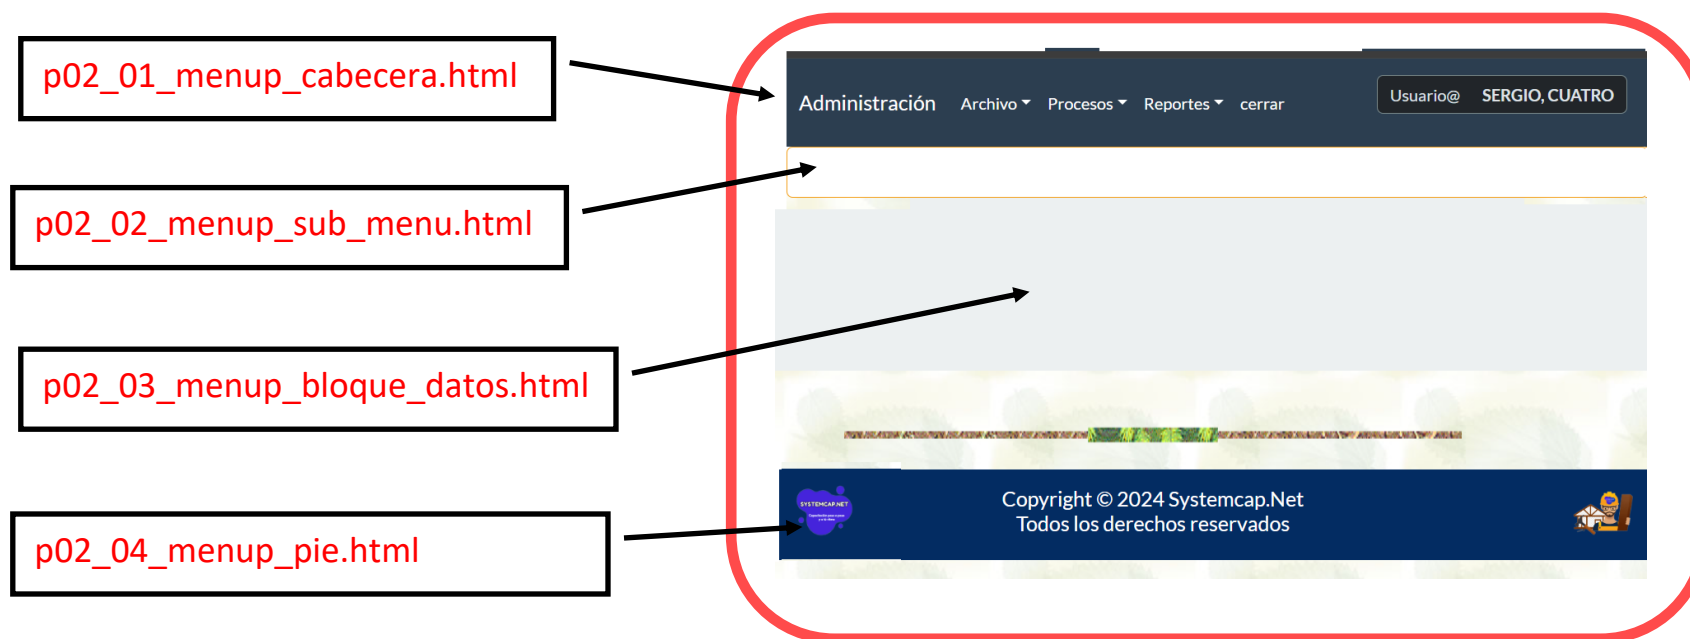 p02_01_menup_cabecera.html
Administración Archivo Procesos Reportes cerrar
Usuario@ SERGIO, CUATRO
p02_02_menup_sub_menu.html
p02_03_menup_bloque_datos.html
p02_04_menup_pie.html
SYSTEMCAP.NET
Copyright © 2024 Systemcap.Net
Todos los derechos reservados